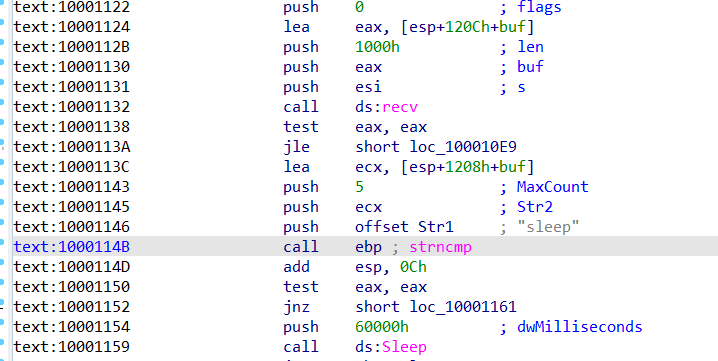 text:10001122 push 0 ; flags
text:10001124 lea eax, [esp+120Ch+buf]
text:1000112B push 1000h ; len
text:10001130 push eax ; buf
text:10001131 push esi ; s
text:10001132 call ds:recv
text:10001138 test eax, eax
text:1000113A jle short loc_100010E9
text:1000113C lea ecx, [esp+1208h+buf]
text:10001143 push 5 ; MaxCount
text:10001145 push ecx ; Str2
text:10001146 push offset Str1 ; "sleep"
text:1000114B call ebp ; strncmp
text:1000114D add esp, 0Ch
text:10001150 test eax, eax
text:10001152 jnz short loc_10001161
text:10001154 push 60000h ; dwMilliseconds
text:10001159 call ds:Sleep